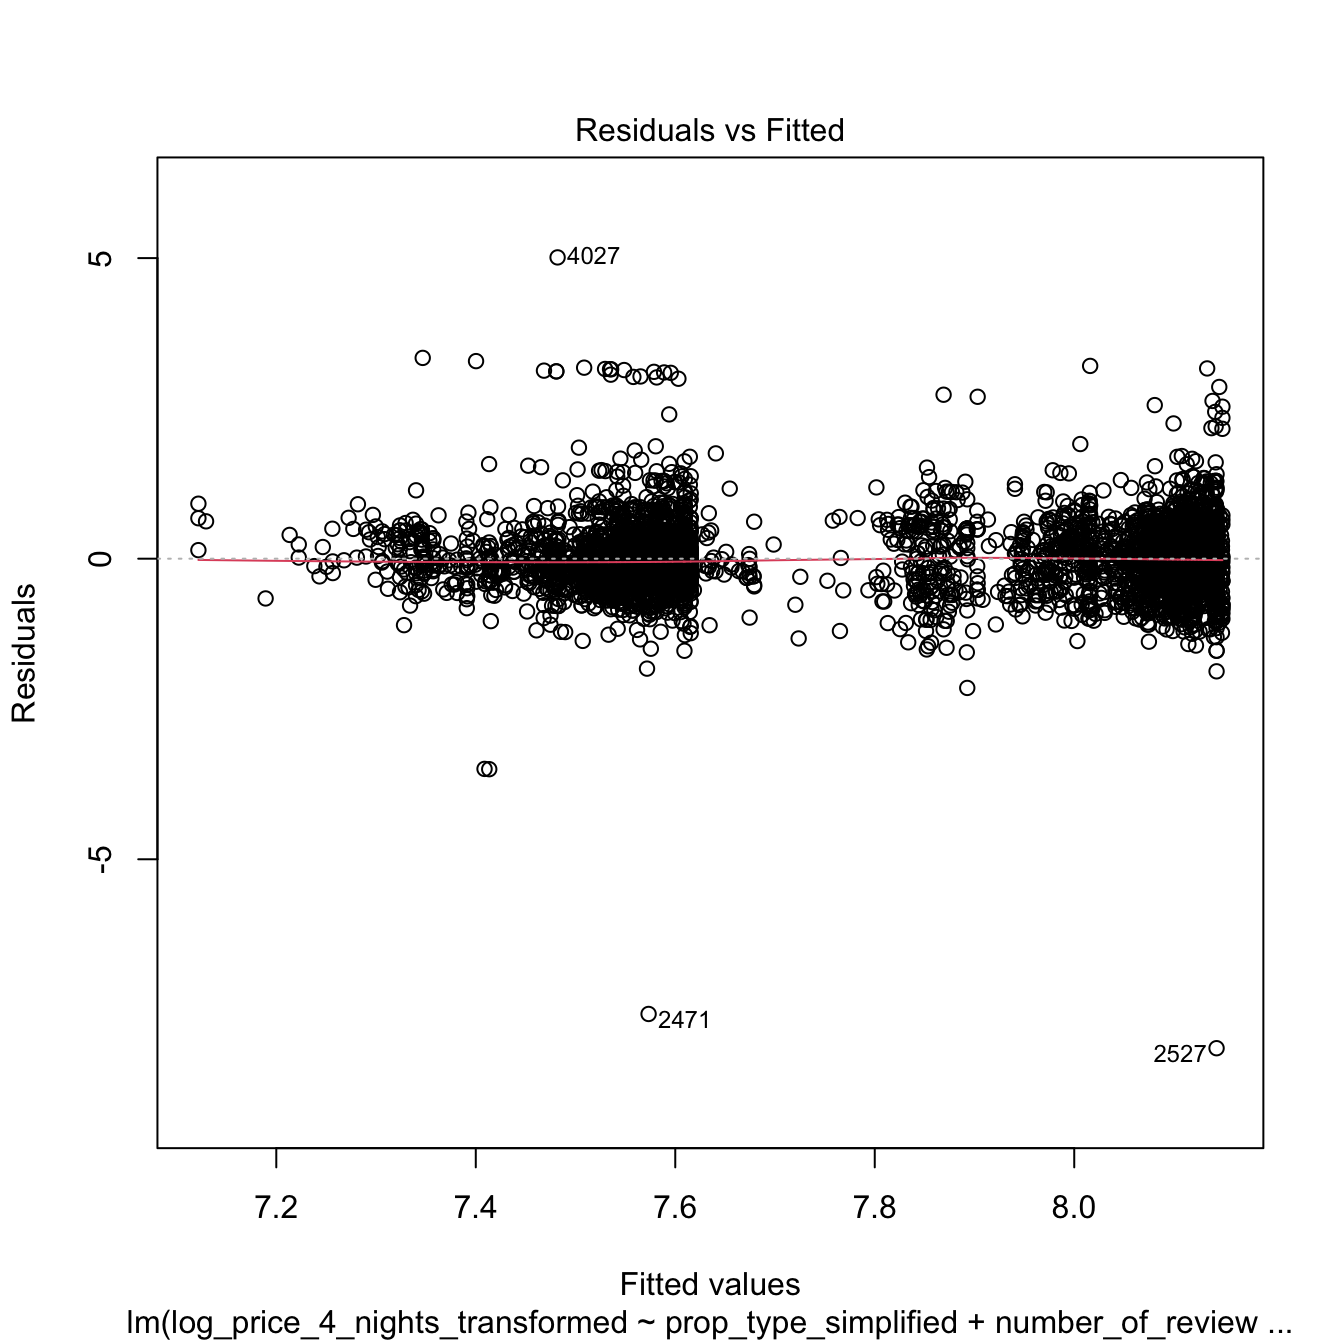 Residuals vs Fitted
5
4027
0
Residuals
-5
2471
2527
7.2 7.4 7.6 7.8 8.0
Fitted values
lm(log_price_4_nights_transformed ~ prop_type_simplified + number_of_review ...